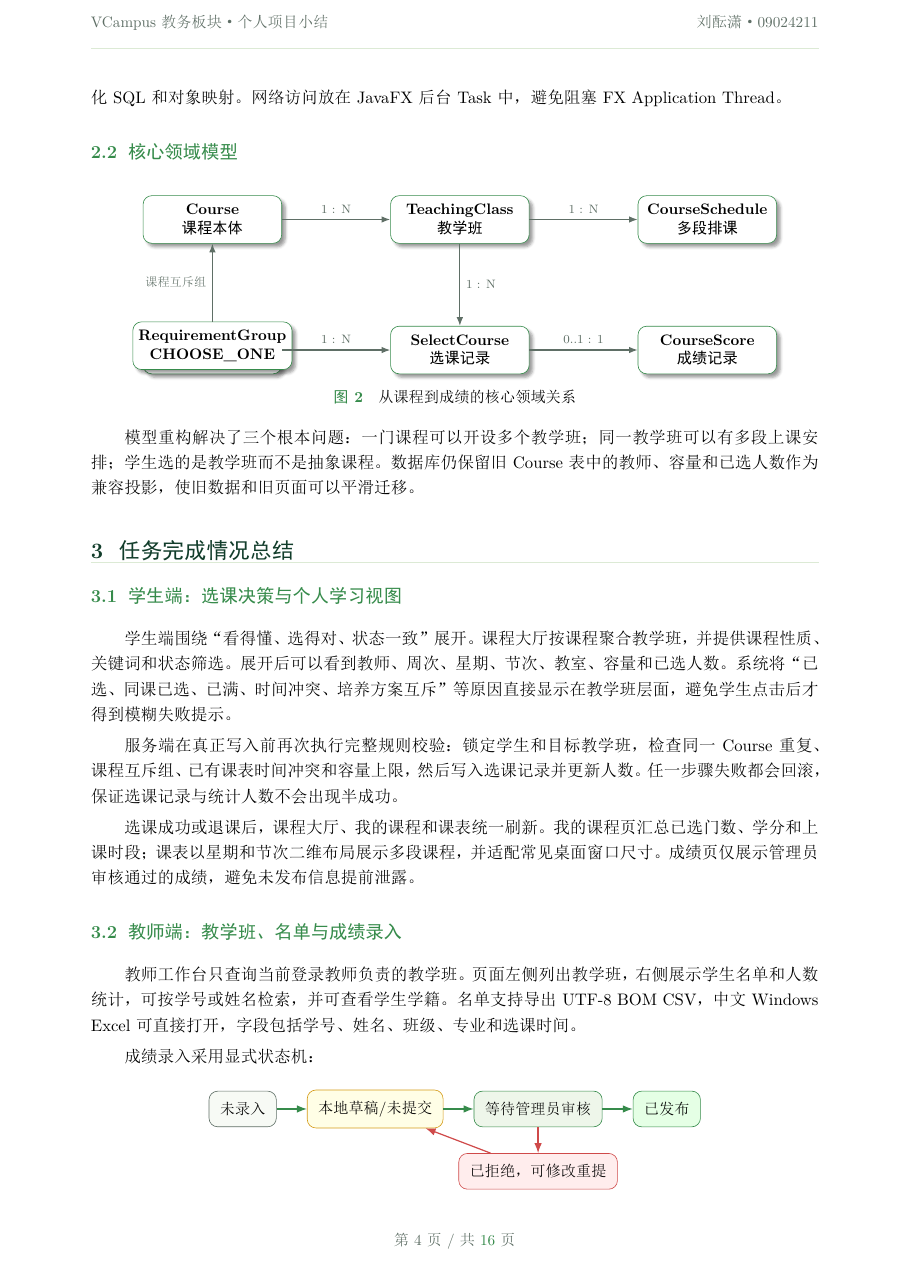 VCampus 教务板块 • 个人项目小结
刘酝潇 • 09024211
化 SQL 和对象映射。网络访问放在 JavaFX 后台 Task 中，避免阻塞 FX Application Thread。
2.2 核心领域模型
Course
课程本体
1 : N
TeachingClass
教学班
1 : N
CourseSchedule
多段排课
课程互斥组
1 : N
RequirementGroup
CHOOSE_ONE
1 : N
SelectCourse
选课记录
0..1 : 1
CourseScore
成绩记录
图 2 从课程到成绩的核心领域关系
模型重构解决了三个根本问题：一门课程可以开设多个教学班；同一教学班可以有多段上课安
排；学生选的是教学班而不是抽象课程。数据库仍保留旧 Course 表中的教师、容量和已选人数作为
兼容投影，使旧数据和旧页面可以平滑迁移。
3 任务完成情况总结
3.1 学生端：选课决策与个人学习视图
学生端围绕“看得懂、选得对、状态一致”展开。课程大厅按课程聚合教学班，并提供课程性质、
关键词和状态筛选。展开后可以看到教师、周次、星期、节次、教室、容量和已选人数。系统将“已
选、同课已选、已满、时间冲突、培养方案互斥”等原因直接显示在教学班层面，避免学生点击后才
得到模糊失败提示。
服务端在真正写入前再次执行完整规则校验：锁定学生和目标教学班，检查同一 Course 重复、
课程互斥组、已有课表时间冲突和容量上限，然后写入选课记录并更新人数。任一步骤失败都会回滚，
保证选课记录与统计人数不会出现半成功。
选课成功或退课后，课程大厅、我的课程和课表统一刷新。我的课程页汇总已选门数、学分和上
课时段；课表以星期和节次二维布局展示多段课程，并适配常见桌面窗口尺寸。成绩页仅展示管理员
审核通过的成绩，避免未发布信息提前泄露。
3.2 教师端：教学班、名单与成绩录入
教师工作台只查询当前登录教师负责的教学班。页面左侧列出教学班，右侧展示学生名单和人数
统计，可按学号或姓名检索，并可查看学生学籍。名单支持导出 UTF-8 BOM CSV，中文 Windows
Excel 可直接打开，字段包括学号、姓名、班级、专业和选课时间。
成绩录入采用显式状态机：
未录入
本地草稿/未提交
等待管理员审核
已发布
已拒绝，可修改重提
第 4 页 / 共 16 页